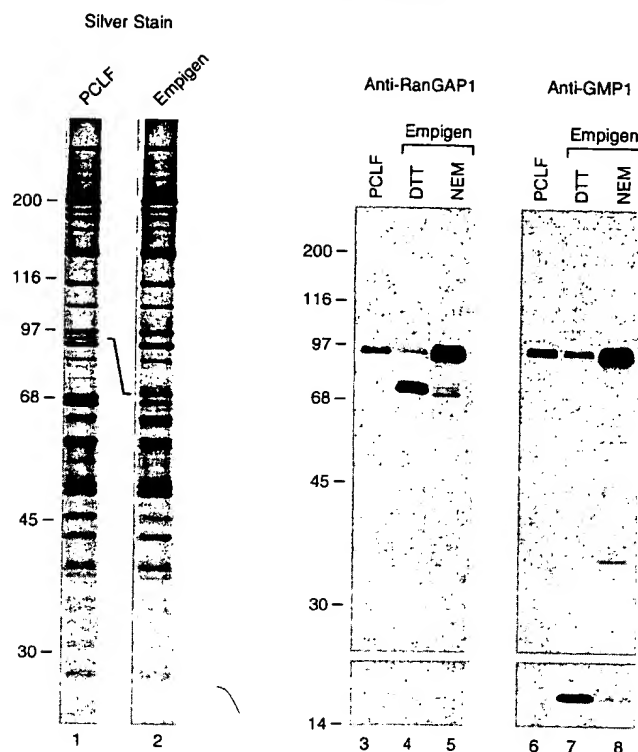 Silver Stain
PCLF
Empigen
200
116
97
68
45
30
1 2
Anti-RanGAP1
Anti-GMP1
Empigen
Empigen
PCLF
DTT
NEM
PCLF
DTT
NEM
200
116
97
68
45
30
14
3 4 5 6 7 8